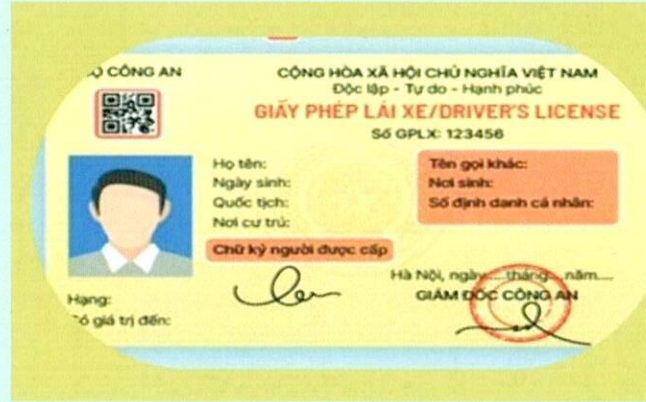 CÔNG AN
CỘNG HÒA XÃ HỘI CHỦ NGHĨA VIỆT NAM
Độc lập - Tự do - Hạnh phúc
GIẤY PHÉP LÁI XE/DRIVER'S LICENSE
Số GPLX: 123456
Họ tên:
Ngày sinh:
Quốc tịch:
Nơi cư trú:
Tên gọi khác:
Nơi sinh:
Số định danh cá nhân:
Chữ ký người được cấp
Hà Nội, ngày....tháng....năm....
GIÁM ĐỐC CÔNG AN
Hạng:
Có giá trị đến: